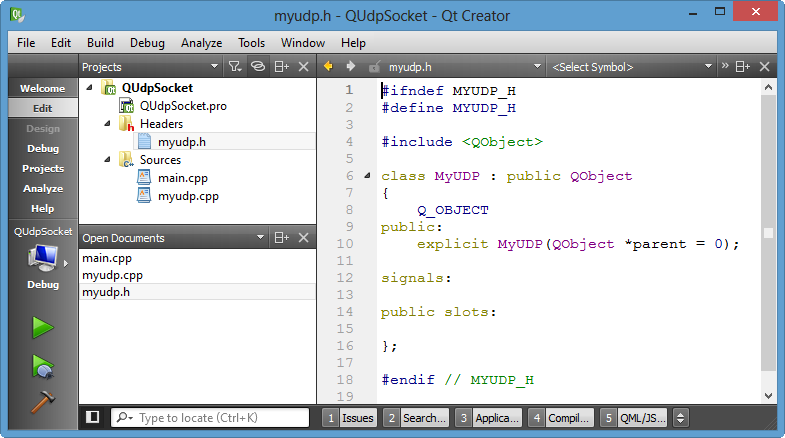 myudp.h - QUdpSocket - Qt Creator
File Edit Build Debug Analyze Tools Window Help
Welcome
Edit
Design
Debug
Projects
Analyze
Help
QUdpSocket
Debug
Projects
QUdpSocket
QUdpSocket.pro
Headers
myudp.h
Sources
main.cpp
myudp.cpp
Open Documents
main.cpp
myudp.cpp
myudp.h
myudp.h <Select Symbol>
1 #ifndef MYUDP_H
2 #define MYUDP_H
3
4 #include <QObject>
5
6 class MyUDP : public QObject
7 {
8     Q_OBJECT
9 public:
10     explicit MyUDP(QObject *parent = 0);
11
12 signals:
13
14 public slots:
15
16 };
17
18 #endif // MYUDP_H
19
Type to locate (Ctrl+K) 1 Issues 2 Search... 3 Applica... 4 Compil... 5 QML/JS...